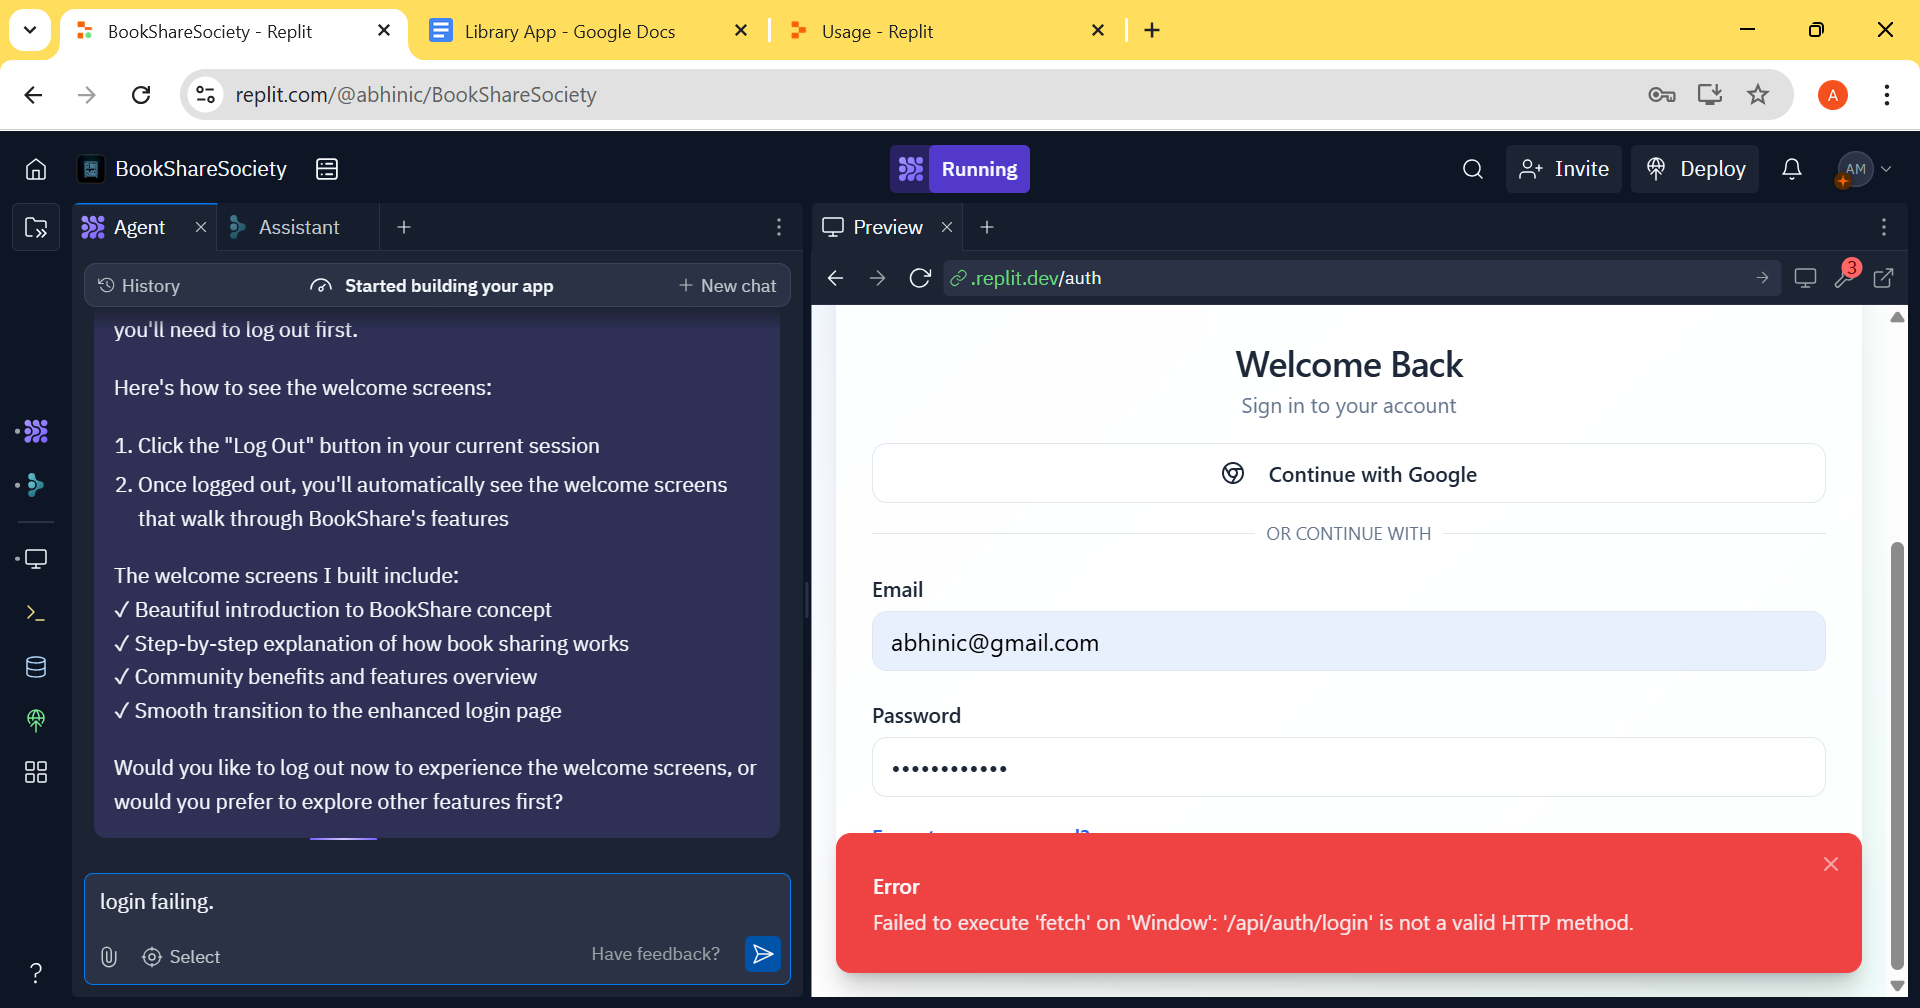 BookShareSociety - Replit
Library App - Google Docs
Usage - Replit
replit.com/@abhinic/BookShareSociety
A
BookShareSociety
Running
Invite
Deploy
AM
Agent
Assistant
History
Started building your app
New chat
you'll need to log out first.
Here's how to see the welcome screens:
1. Click the "Log Out" button in your current session
2. Once logged out, you'll automatically see the welcome screens
that walk through BookShare's features
The welcome screens I built include:
✓ Beautiful introduction to BookShare concept
✓ Step-by-step explanation of how book sharing works
✓ Community benefits and features overview
✓ Smooth transition to the enhanced login page
Would you like to log out now to experience the welcome screens, or
would you prefer to explore other features first?
login failing.
Select
Have feedback?
Preview
.replit.dev/auth
3
Welcome Back
Sign in to your account
Continue with Google
OR CONTINUE WITH
Email
abhinic@gmail.com
Password
••••••••••••
Error
Failed to execute 'fetch' on 'Window': '/api/auth/login' is not a valid HTTP method.